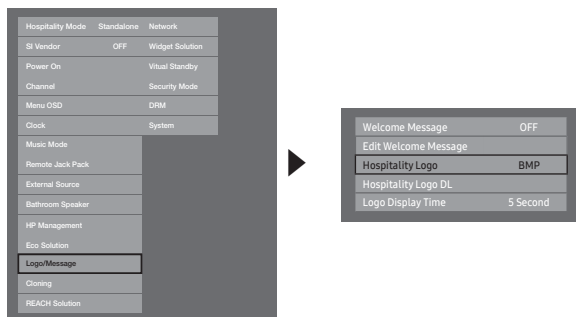 Hospitality Mode Standalone Network
SI Vendor OFF Widget Solution
Power On Vitual Standby
Channel Security Mode
Menu OSD DRM
Clock System
Music Mode
Remote Jack Pack
External Source
Bathroom Speaker
HP Management
Eco Solution
Logo/Message
Cloning
REACH Solution
Welcome Message OFF
Edit Welcome Message
Hospitality Logo BMP
Hospitality Logo DL
Logo Display Time 5 Second